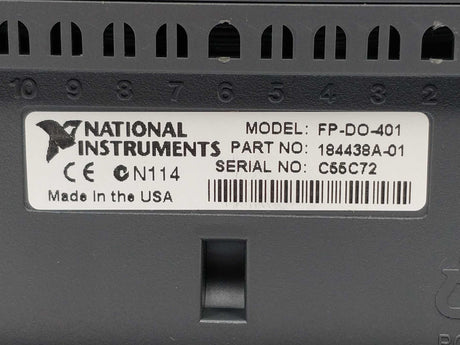 10 9 8 7 6 5 4 3 2
NATIONAL INSTRUMENTS
MODEL: FP-DO-401
PART NO: 184438A-01
SERIAL NO: C55C72
CE N114
Made in the USA